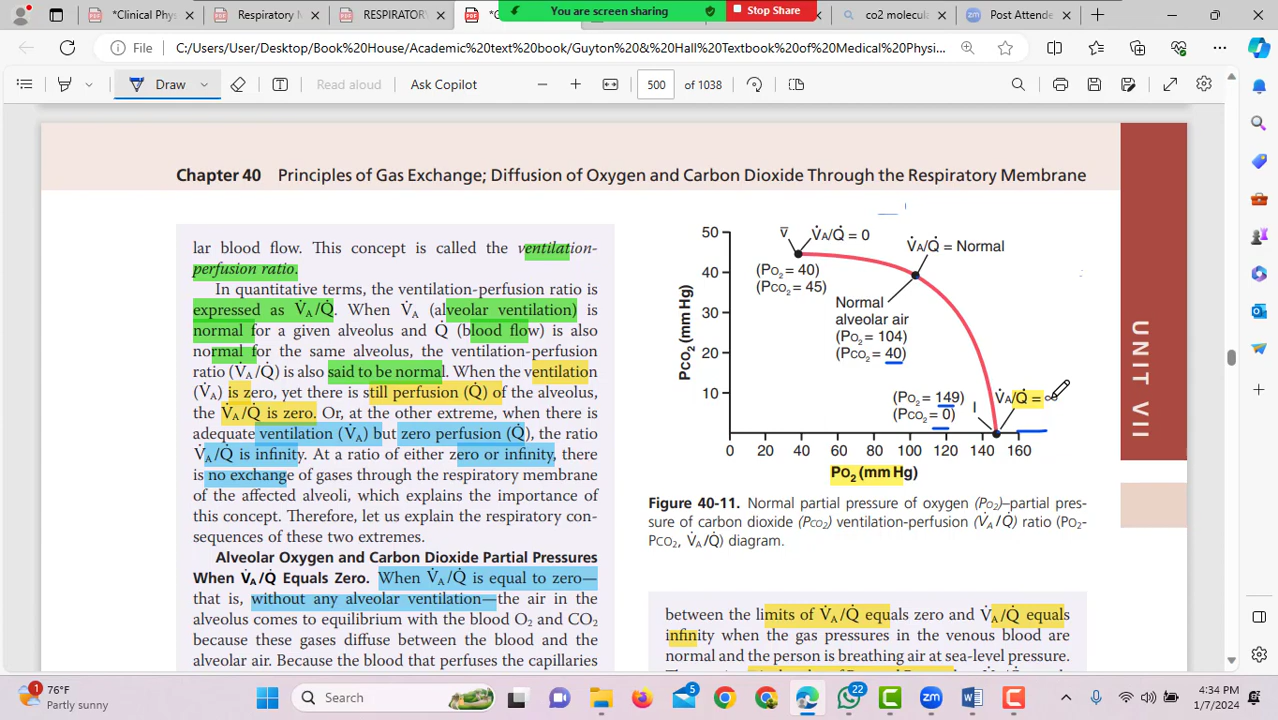 You are screen sharing
Stop Share
*Clinical Physi
Respiratory M
RESPIRATORY
co2 molecula
Post Attende
File
C:/Users/User/Desktop/Book%20House/Academic%20text%20book/Guyton%20&%20Hall%20Textbook%20of%20Medical%20Physi...
Draw
Read aloud
Ask Copilot
500 of 1038
Chapter 40 Principles of Gas Exchange; Diffusion of Oxygen and Carbon Dioxide Through the Respiratory Membrane
lar blood flow. This concept is called the ventilation-
perfusion ratio.
In quantitative terms, the ventilation-perfusion ratio is
expressed as V̇A/Q̇. When V̇A (alveolar ventilation) is
normal for a given alveolus and Q̇ (blood flow) is also
normal for the same alveolus, the ventilation-perfusion
ratio (V̇A/Q̇) is also said to be normal. When the ventilation
(V̇A) is zero, yet there is still perfusion (Q̇) of the alveolus,
the V̇A/Q̇ is zero. Or, at the other extreme, when there is
adequate ventilation (V̇A) but zero perfusion (Q̇), the ratio
V̇A/Q̇ is infinity. At a ratio of either zero or infinity, there
is no exchange of gases through the respiratory membrane
of the affected alveoli, which explains the importance of
this concept. Therefore, let us explain the respiratory con-
sequences of these two extremes.
Alveolar Oxygen and Carbon Dioxide Partial Pressures
When V̇A/Q̇ Equals Zero. When V̇A/Q̇ is equal to zero—
that is, without any alveolar ventilation—the air in the
alveolus comes to equilibrium with the blood O2 and CO2
because these gases diffuse between the blood and the
alveolar air. Because the blood that perfuses the capillaries
PCO2 (mm Hg)
50
40
30
20
10
v̄
V̇A/Q̇ = 0
(PO2 = 40)
(PCO2 = 45)
V̇A/Q̇ = Normal
Normal
alveolar air
(PO2 = 104)
(PCO2 = 40)
(PO2 = 149)
(PCO2 = 0)
I
V̇A/Q̇ = ∞
0 20 40 60 80 100 120 140 160
PO2 (mm Hg)
Figure 40-11. Normal partial pressure of oxygen (PO2)–partial pres-
sure of carbon dioxide (PCO2) ventilation-perfusion (V̇A/Q̇) ratio (PO2-
PCO2, V̇A/Q̇) diagram.
between the limits of V̇A/Q̇ equals zero and V̇A/Q̇ equals
infinity when the gas pressures in the venous blood are
normal and the person is breathing air at sea-level pressure.
UNIT VII
1
76°F
Partly sunny
Search
5
zm
22
zm
4:34 PM
1/7/2024